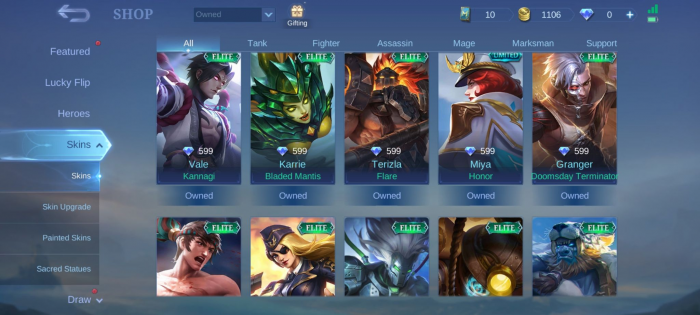 SHOP
Owned
Gifting
10
1106
0
+
Featured
Lucky Flip
Heroes
Skins
Skins
Skin Upgrade
Painted Skins
Sacred Statues
Draw
All
Tank
Fighter
Assassin
Mage
Marksman
Support
ELITE
ELITE
ELITE
LIMITED
ELITE
599
599
599
599
599
Vale
Karrie
Terizla
Miya
Granger
Kannagi
Bladed Mantis
Flare
Honor
Doomsday Terminator
Owned
Owned
Owned
Owned
Owned
ELITE
ELITE
ELITE
ELITE
ELITE